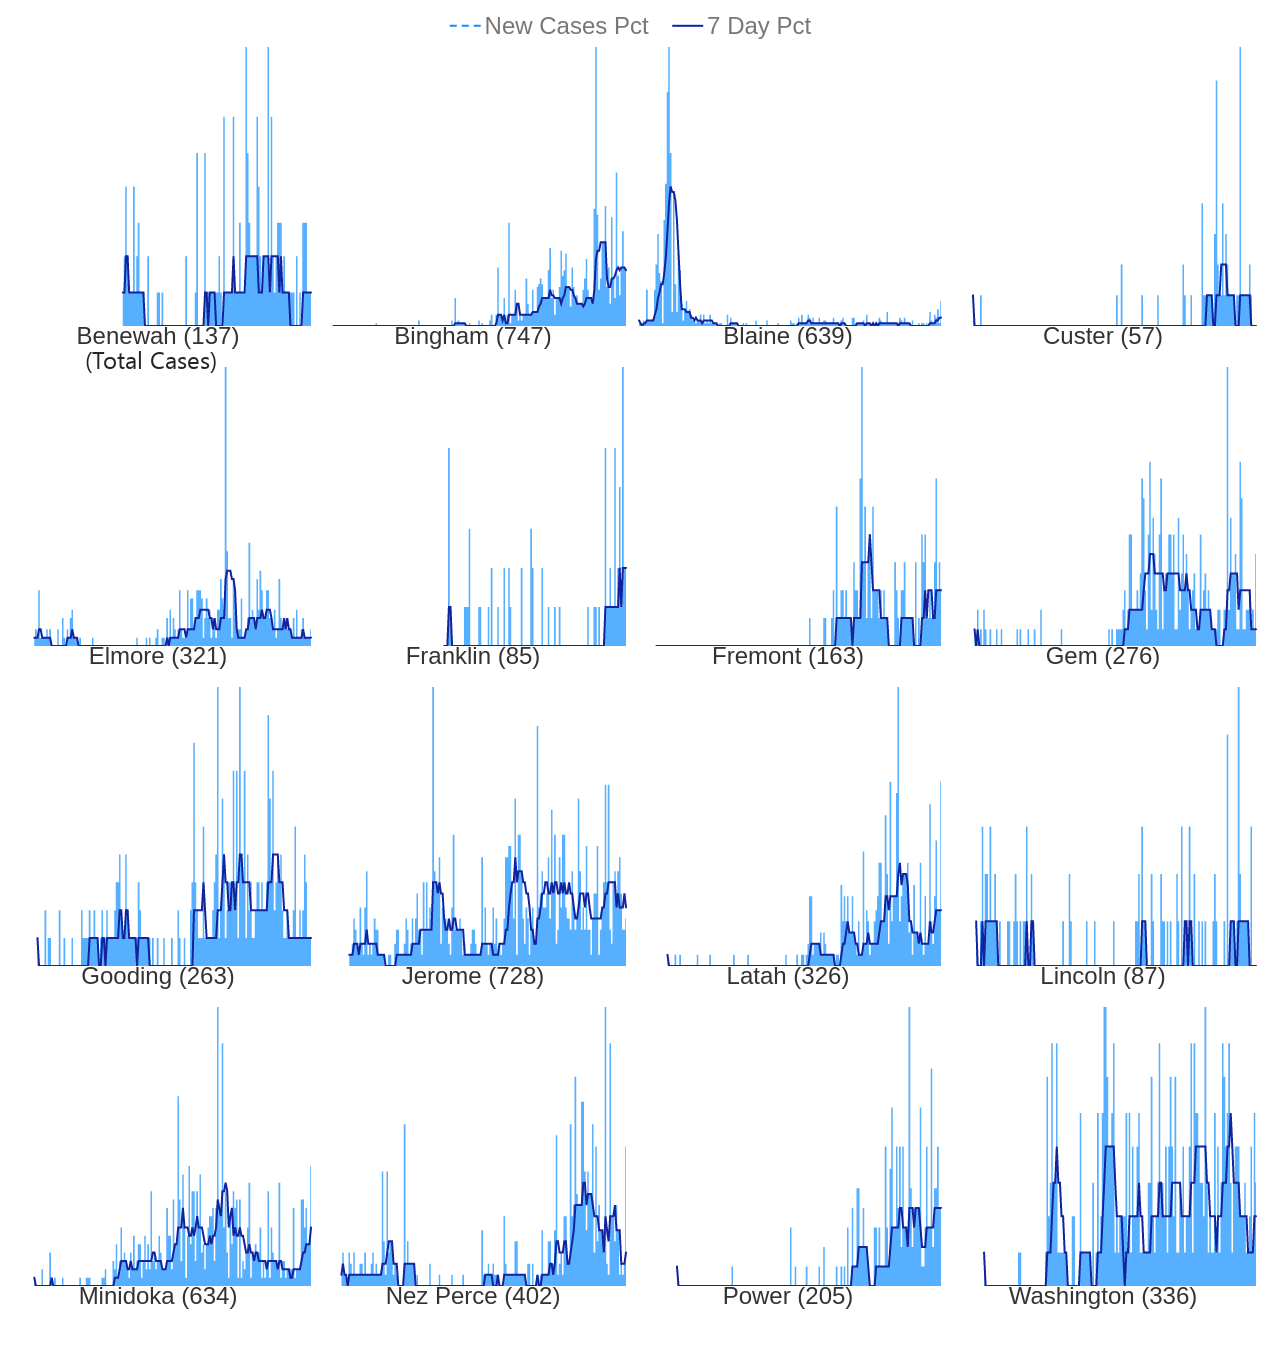 New Cases Pct 7 Day Pct
Benewah (137) Bingham (747) Blaine (639) Custer (57)
(Total Cases)
Elmore (321) Franklin (85) Fremont (163) Gem (276)
Gooding (263) Jerome (728) Latah (326) Lincoln (87)
Minidoka (634) Nez Perce (402) Power (205) Washington (336)